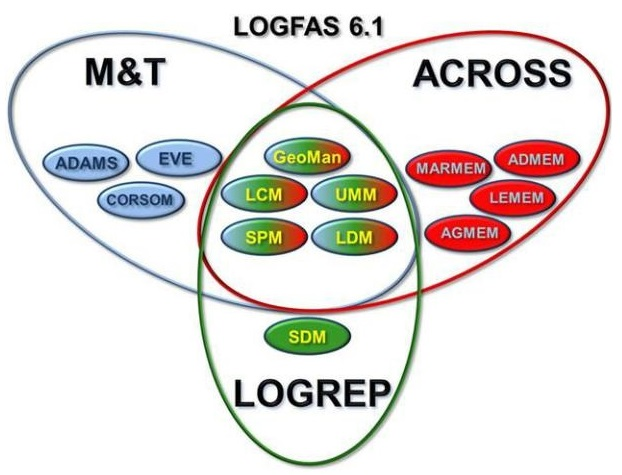 LOGFAS 6.1
M&T
ACROSS
ADAMS
EVE
CORSOM
GeoMan
LCM
UMM
SPM
LDM
MARMEM
ADMEM
LEMEM
AGMEM
SDM
LOGREP